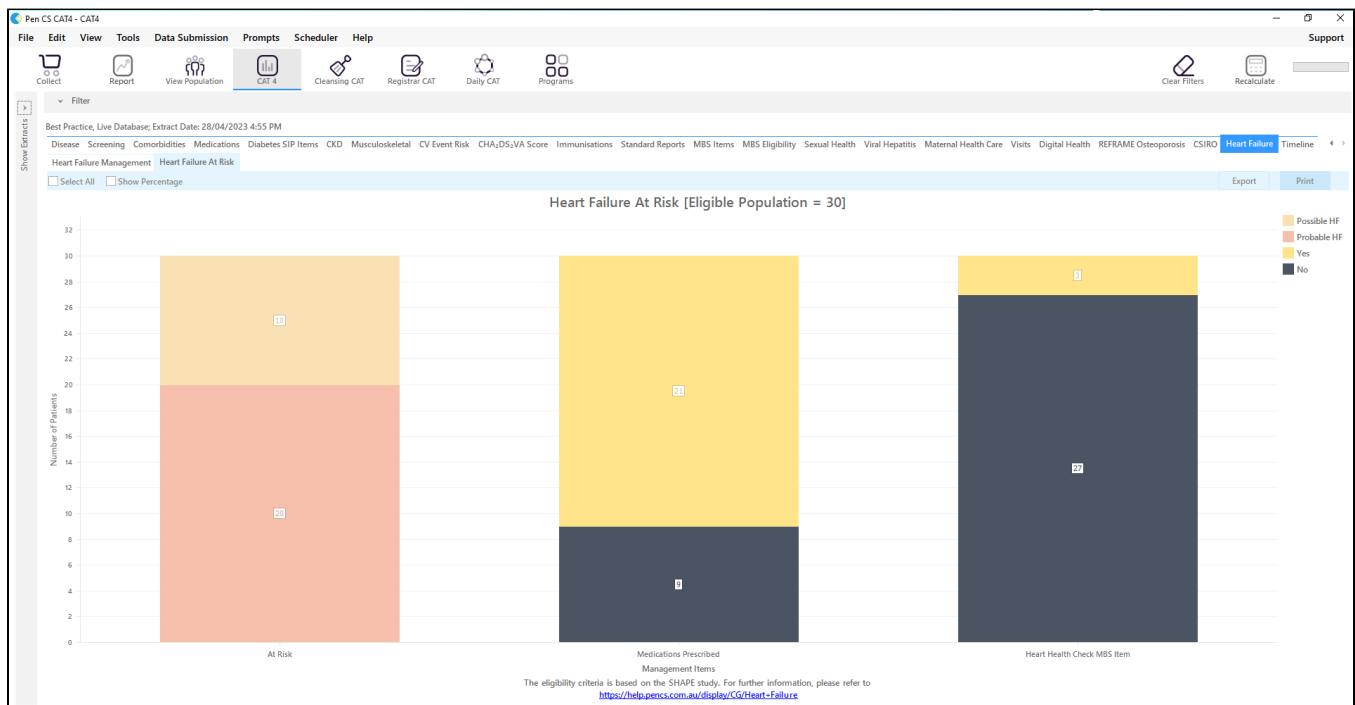 Pen CS CAT4 - CAT4
File Edit View Tools Data Submission Prompts Scheduler Help Support
Collect Report View Population CAT 4 Cleansing CAT Registrar CAT Daily CAT Programs Clear Filters Recalculate
Filter
Show Extracts
Best Practice, Live Database; Extract Date: 28/04/2023 4:55 PM
Disease Screening Comorbidities Medications Diabetes SIP Items CKD Musculoskeletal CV Event Risk CHA₂DS₂VA Score Immunisations Standard Reports MBS Items MBS Eligibility Sexual Health Viral Hepatitis Maternal Health Care Visits Digital Health REFRAME Osteoporosis CSIRO Heart Failure Timeline
Heart Failure Management Heart Failure At Risk
Select All Show Percentage Export Print
Heart Failure At Risk [Eligible Population = 30]
Possible HF
Probable HF
Yes
No
Number of Patients
32
30
28
26
24
22
20
18
16
14
12
10
8
6
4
2
0
10
20
21
9
3
27
At Risk Medications Prescribed Heart Health Check MBS Item
Management Items
The eligibility criteria is based on the SHAPE study. For further information, please refer to
https://help.pencs.com.au/display/CG/Heart+Failure